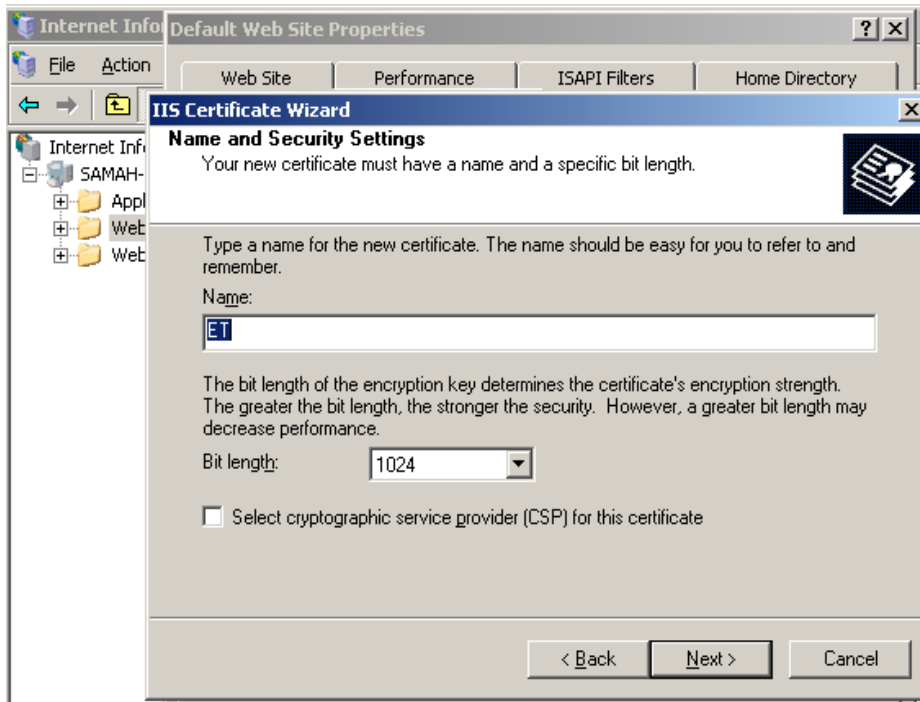 Internet Info
Default Web Site Properties
File Action
Web Site Performance ISAPI Filters Home Directory
IIS Certificate Wizard
Name and Security Settings
Your new certificate must have a name and a specific bit length.
Internet Inf
SAMAH-
Appl
Web
Web
Type a name for the new certificate. The name should be easy for you to refer to and
remember.
Name:
ET
The bit length of the encryption key determines the certificate's encryption strength.
The greater the bit length, the stronger the security. However, a greater bit length may
decrease performance.
Bit length: 1024
Select cryptographic service provider (CSP) for this certificate
< Back Next > Cancel